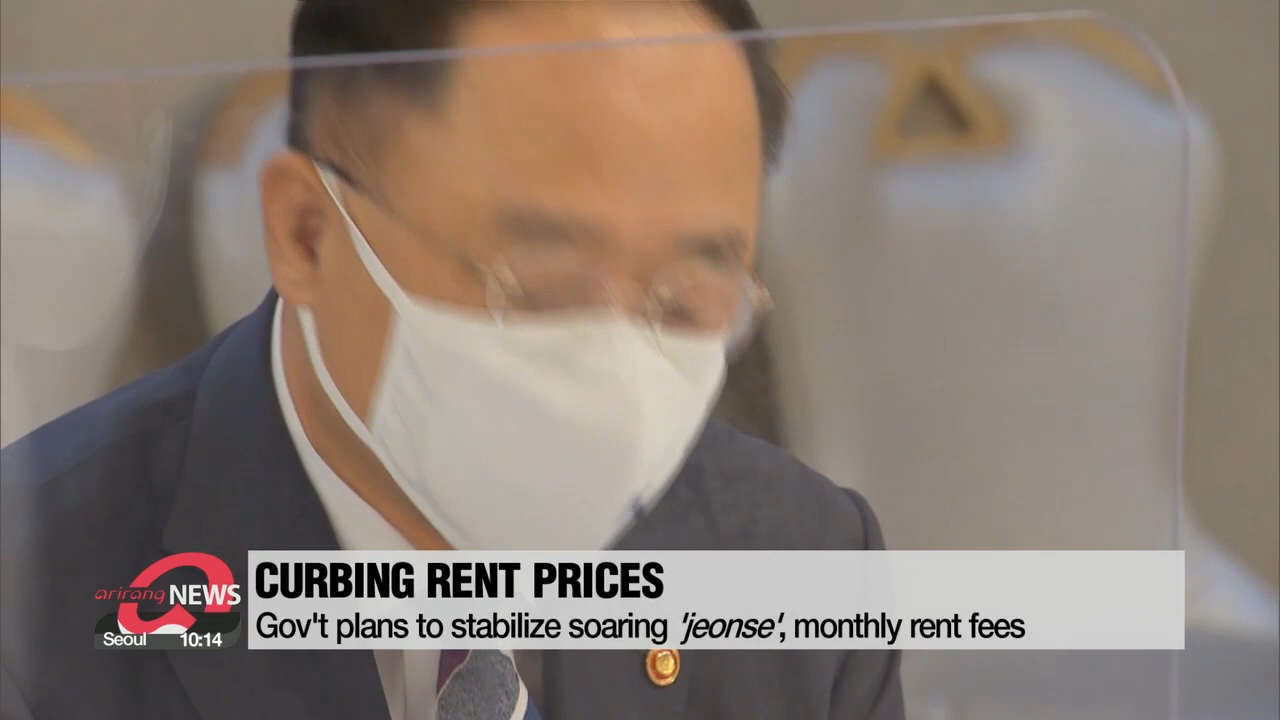 CURBING RENT PRICES
Gov't plans to stabilize soaring 'jeonse', monthly rent fees
arirang NEWS
Seoul 10:14